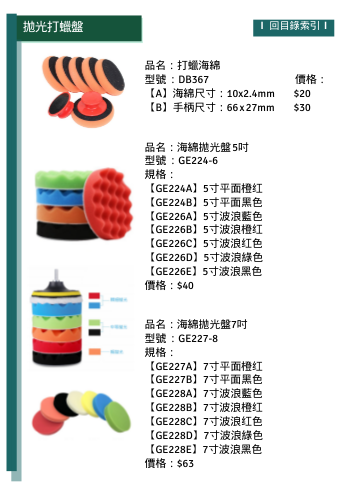 拋光打蠟盤
I 回目錄索引 I
品名：打蠟海綿
型號：DB367
價格：
【A】海綿尺寸：10x2.4mm $20
【B】手柄尺寸：66x27mm $30
品名：海綿拋光盤5吋
型號：GE224-6
規格：
【GE224A】5寸平面橙红
【GE224B】5寸平面黑色
【GE226A】5寸波浪藍色
【GE226B】5寸波浪橙红
【GE226C】5寸波浪红色
【GE226D】5寸波浪綠色
【GE226E】5寸波浪黑色
價格：$40
品名：海綿拋光盤7吋
型號：GE227-8
規格：
【GE227A】7寸平面橙红
【GE227B】7寸平面黑色
【GE228A】7寸波浪藍色
【GE228B】7寸波浪橙红
【GE228C】7寸波浪红色
【GE228D】7寸波浪綠色
【GE228E】7寸波浪黑色
價格：$63